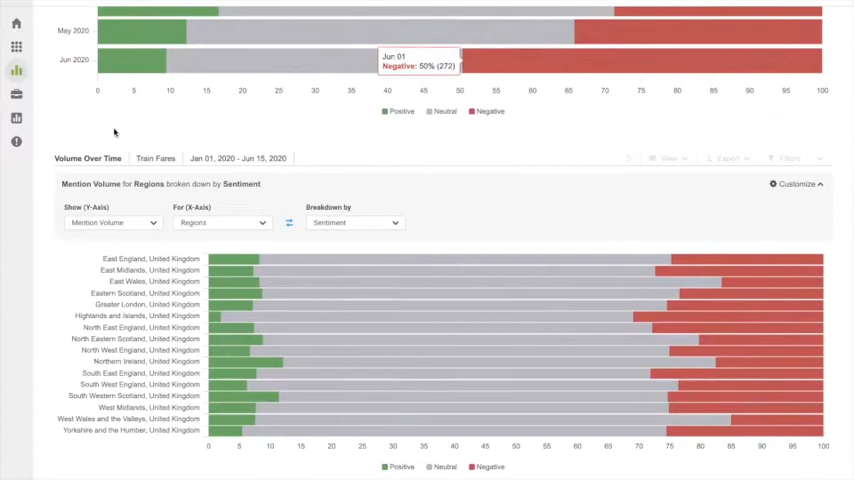 May 2020
Jun 01
Negative: 50% (272)
Jun 2020
0 5 10 15 20 25 30 35 40 45 50 55 60 65 70 75 80 85 90 95 100
Positive Neutral Negative
Volume Over Time Train Fares Jan 01, 2020 - Jun 15, 2020 View Export Filters
Mention Volume for Regions broken down by Sentiment Customize
Show (Y-Axis) For (X-Axis) Breakdown by
Mention Volume Regions Sentiment
East England, United Kingdom
East Midlands, United Kingdom
East Wales, United Kingdom
Eastern Scotland, United Kingdom
Greater London, United Kingdom
Highlands and Islands, United Kingdom
North East England, United Kingdom
North Eastern Scotland, United Kingdom
North West England, United Kingdom
Northern Ireland, United Kingdom
South East England, United Kingdom
South West England, United Kingdom
South Western Scotland, United Kingdom
West Midlands, United Kingdom
West Wales and the Valleys, United Kingdom
Yorkshire and the Humber, United Kingdom
0 5 10 15 20 25 30 35 40 45 50 55 60 65 70 75 80 85 90 95 100
Positive Neutral Negative